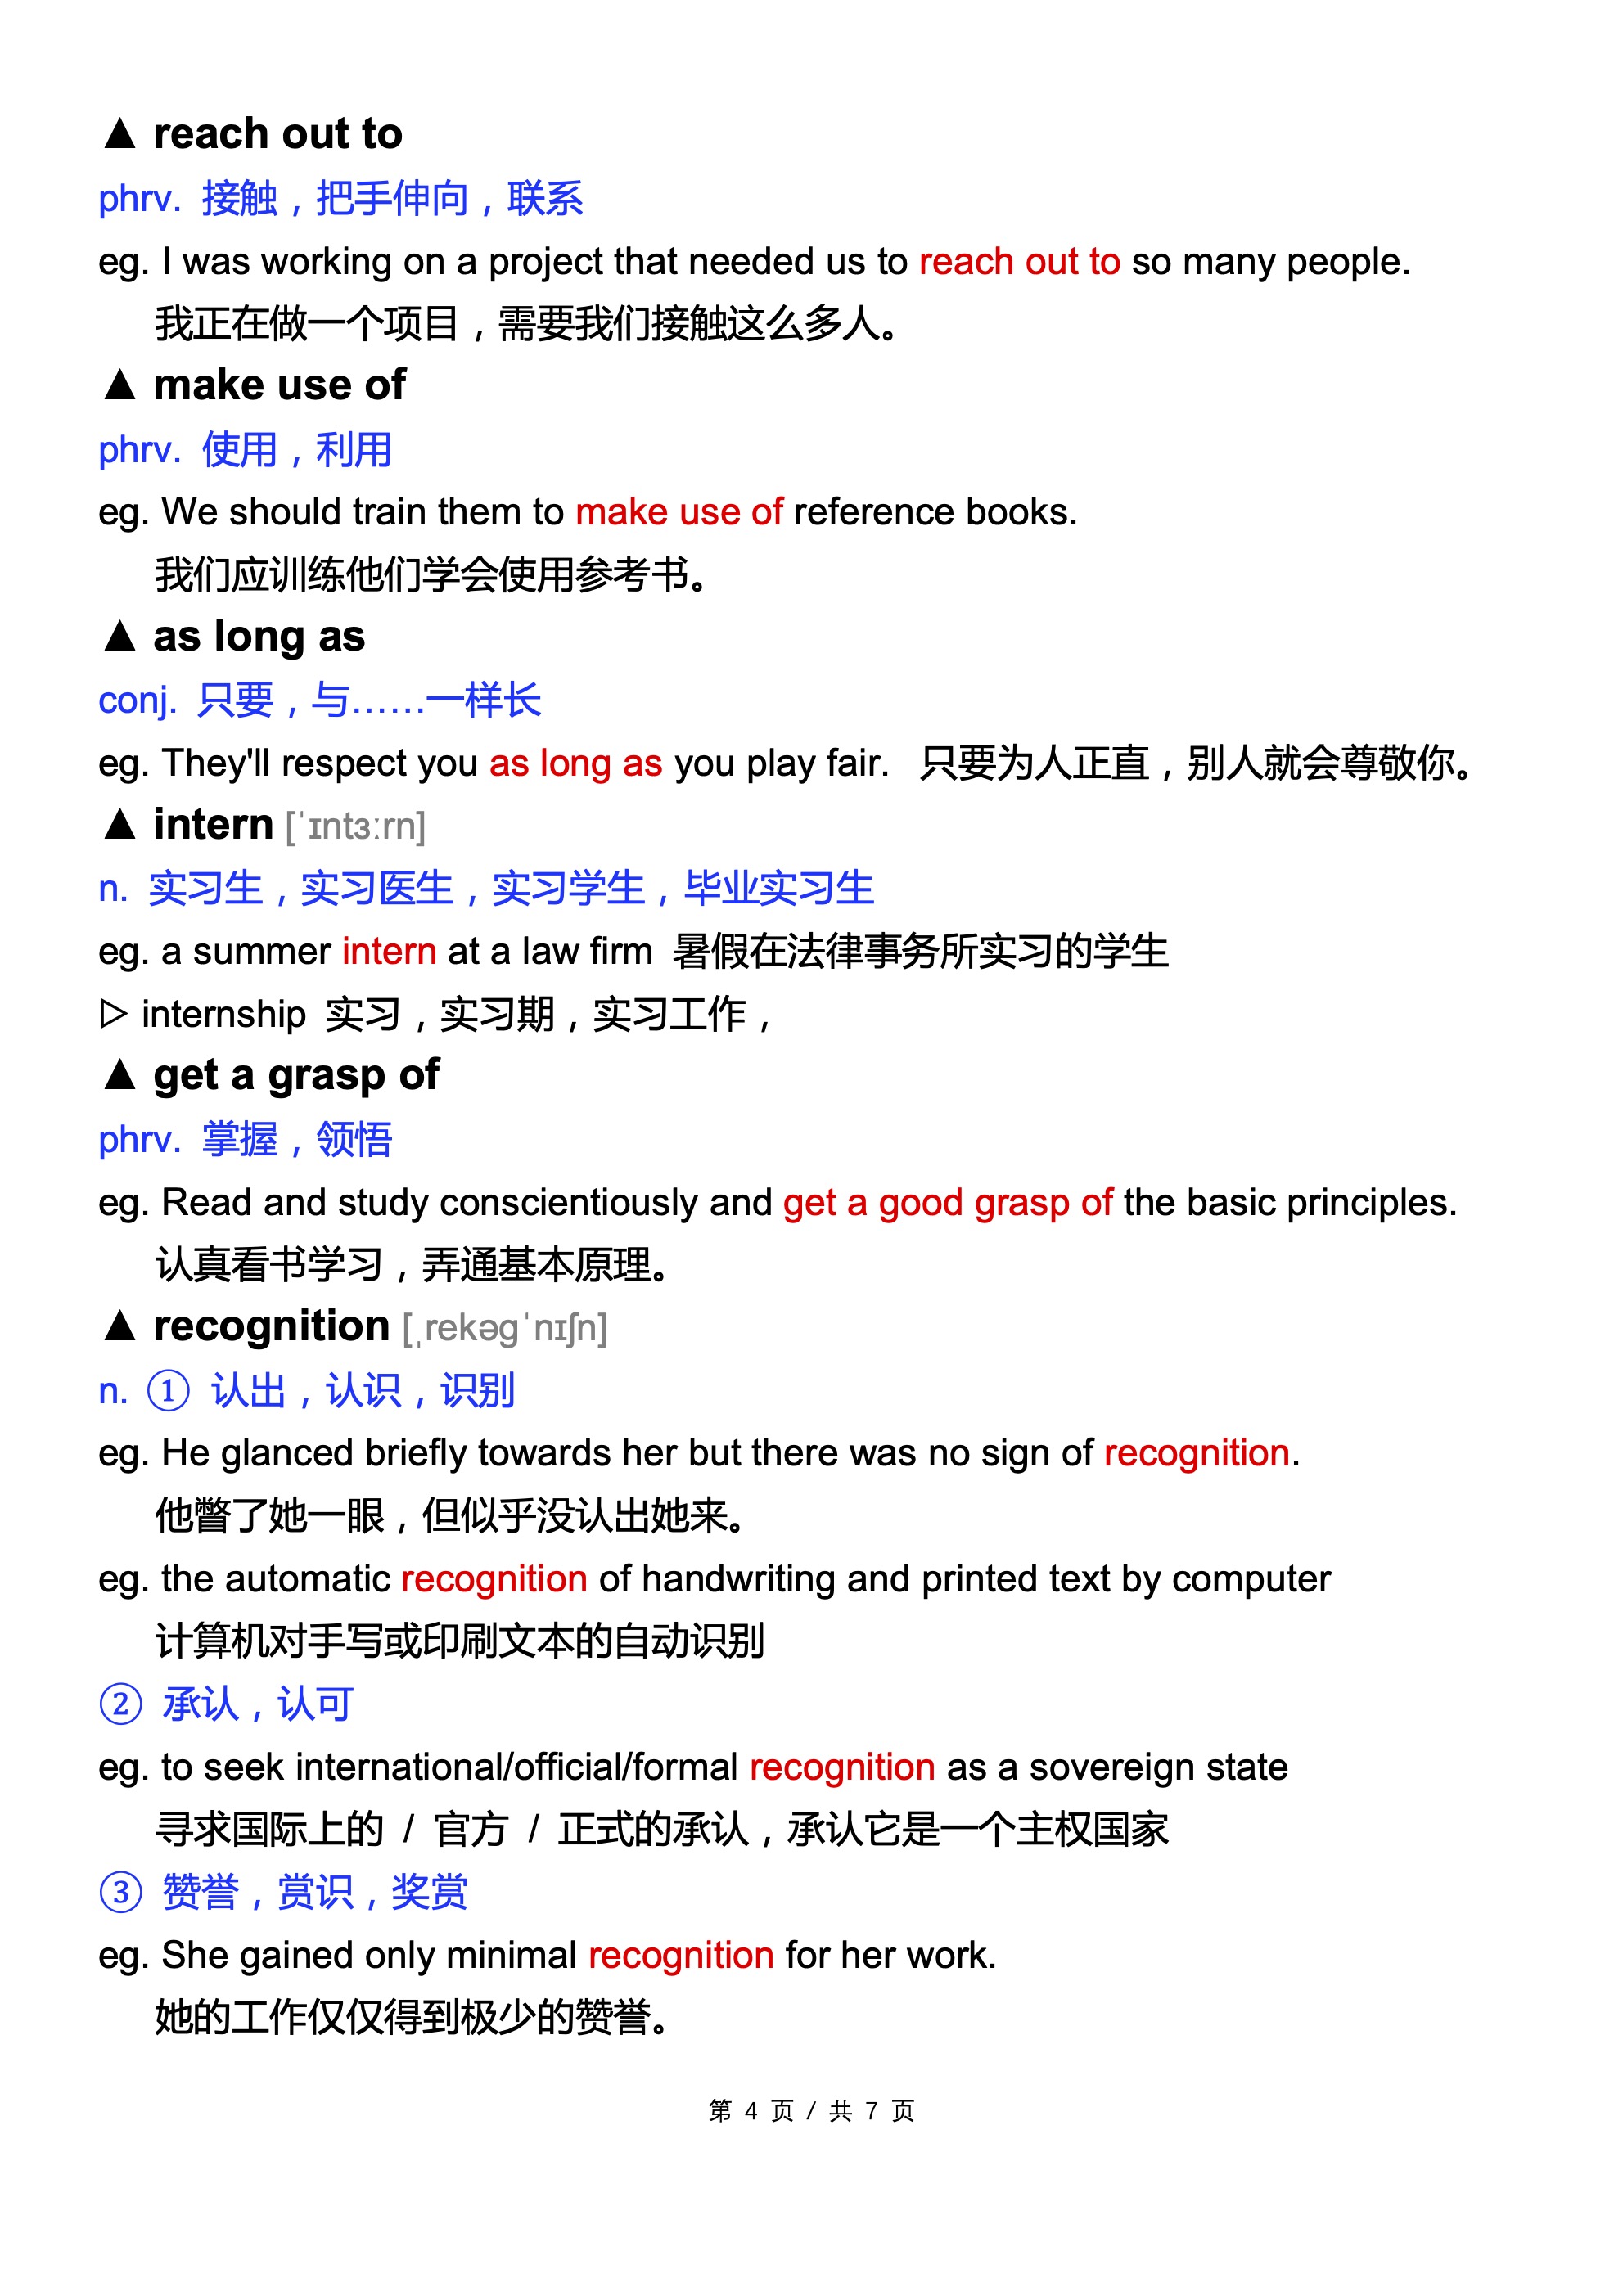 ▲ reach out to
phrv. 接触，把手伸向，联系
eg. I was working on a project that needed us to reach out to so many people.
我正在做一个项目，需要我们接触这么多人。
▲ make use of
phrv. 使用，利用
eg. We should train them to make use of reference books.
我们应训练他们学会使用参考书。
▲ as long as
conj. 只要，与……一样长
eg. They'll respect you as long as you play fair. 只要为人正直，别人就会尊敬你。
▲ intern [ˈɪntɜːrn]
n. 实习生，实习医生，实习学生，毕业实习生
eg. a summer intern at a law firm 暑假在法律事务所实习的学生
▷ internship 实习，实习期，实习工作，
▲ get a grasp of
phrv. 掌握，领悟
eg. Read and study conscientiously and get a good grasp of the basic principles.
认真看书学习，弄通基本原理。
▲ recognition [ˌrekəgˈnɪʃn]
n. ① 认出，认识，识别
eg. He glanced briefly towards her but there was no sign of recognition.
他瞥了她一眼，但似乎没认出她来。
eg. the automatic recognition of handwriting and printed text by computer
计算机对手写或印刷文本的自动识别
② 承认，认可
eg. to seek international/official/formal recognition as a sovereign state
寻求国际上的 / 官方 / 正式的承认，承认它是一个主权国家
③ 赞誉，赏识，奖赏
eg. She gained only minimal recognition for her work.
她的工作仅仅得到极少的赞誉。
第 4 页 / 共 7 页